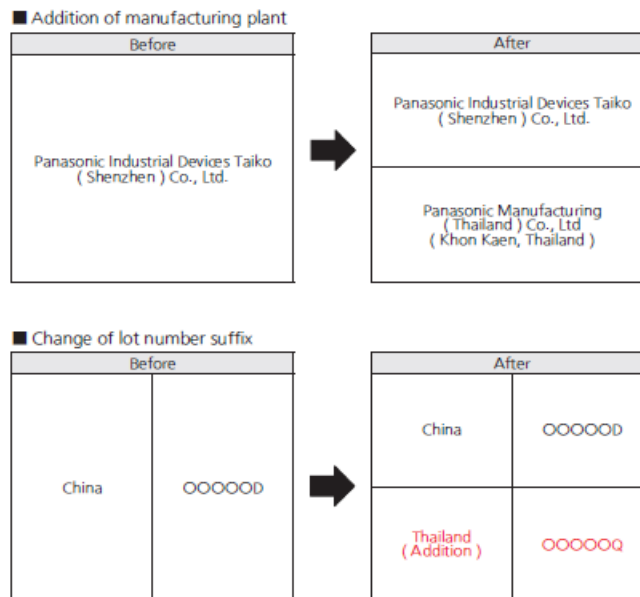 ■ Addition of manufacturing plant
Before
Panasonic Industrial Devices Taiko
( Shenzhen ) Co., Ltd.
After
Panasonic Industrial Devices Taiko
( Shenzhen ) Co., Ltd.
Panasonic Manufacturing
( Thailand ) Co., Ltd
( Khon Kaen, Thailand )
■ Change of lot number suffix
Before
China
OOOOOD
After
China
OOOOOD
Thailand
( Addition )
OOOOOQ